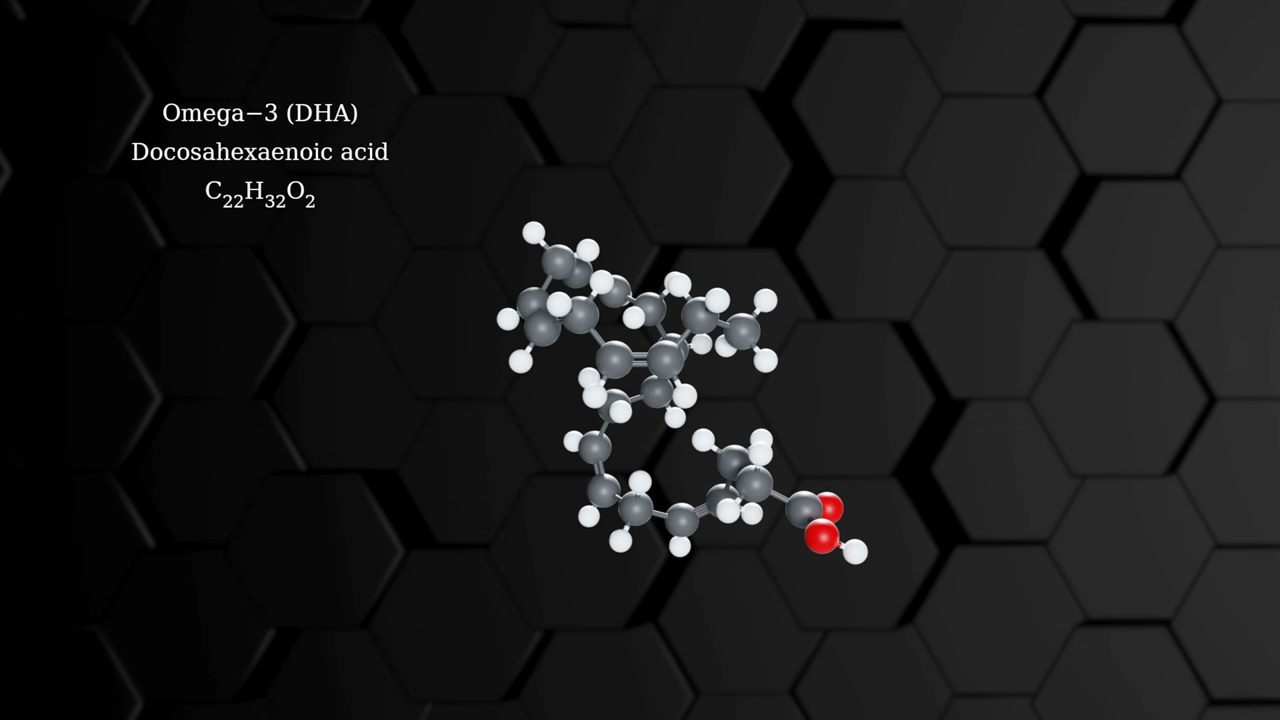 Omega−3 (DHA)
Docosahexaenoic acid
C₂₂H₃₂O₂